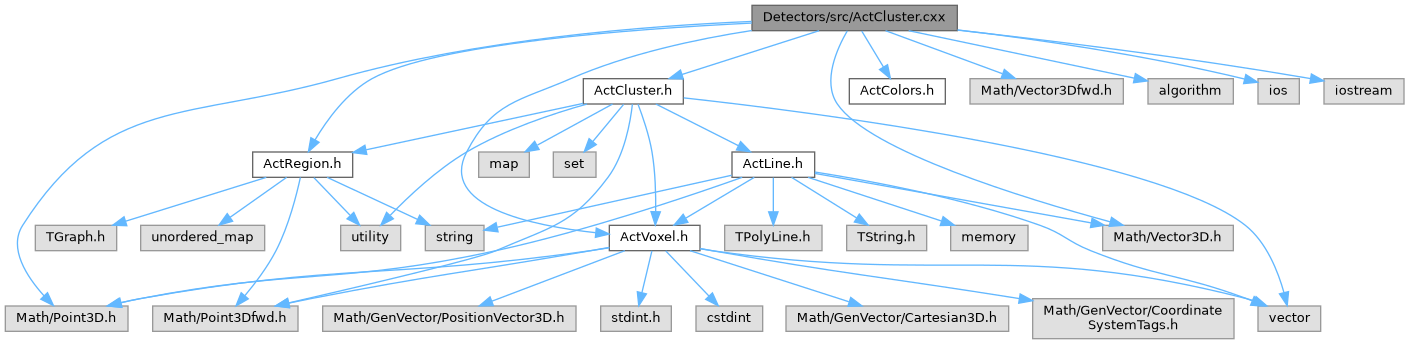 Detectors/src/ActCluster.cxx
ActCluster.h
ActColors.h
Math/Vector3Dfwd.h
algorithm
ios
iostream
ActRegion.h
map
set
ActLine.h
TGraph.h
unordered_map
utility
string
ActVoxel.h
TPolyLine.h
TString.h
memory
Math/Vector3D.h
Math/Point3D.h
Math/Point3Dfwd.h
Math/GenVector/PositionVector3D.h
stdint.h
cstdint
Math/GenVector/Cartesian3D.h
Math/GenVector/Coordinate
SystemTags.h
vector